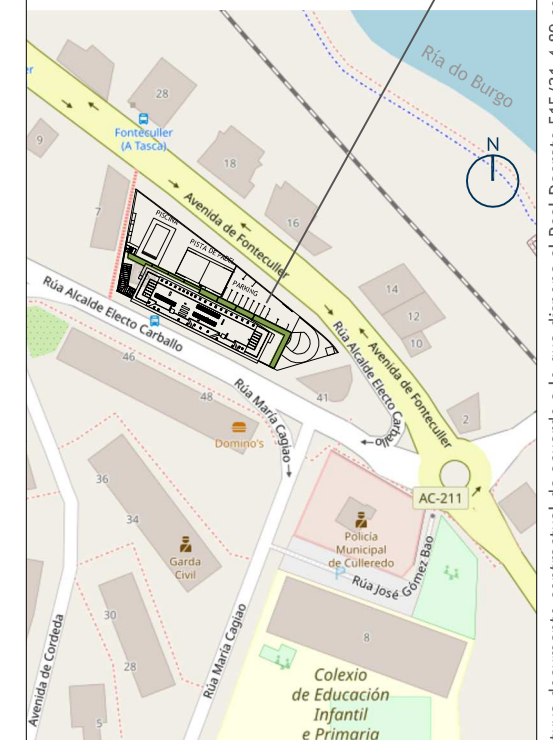 Ría do Burgo
N
er
28
Fonteculler
(A Tasca)
9
18
7
16
Avenida de Fonteculler
PISCINA
PISTA DE PADEL
PARKING
14
12
10
Rúa Alcalde Electo Carballo
Rúa Alcalde Electo Carballo
Avenida de Fonteculler
46
48
41
2
Rúa María Cagiao
Domino's
AC-211
36
34
Policía
Municipal
de Culleredo
Garda
Civil
P
Rúa José Gómez Bao
30
28
8
Avenida de Cordeda
Rúa María Cagiao
5
Colexio
de Educación
Infantil
e Primaria